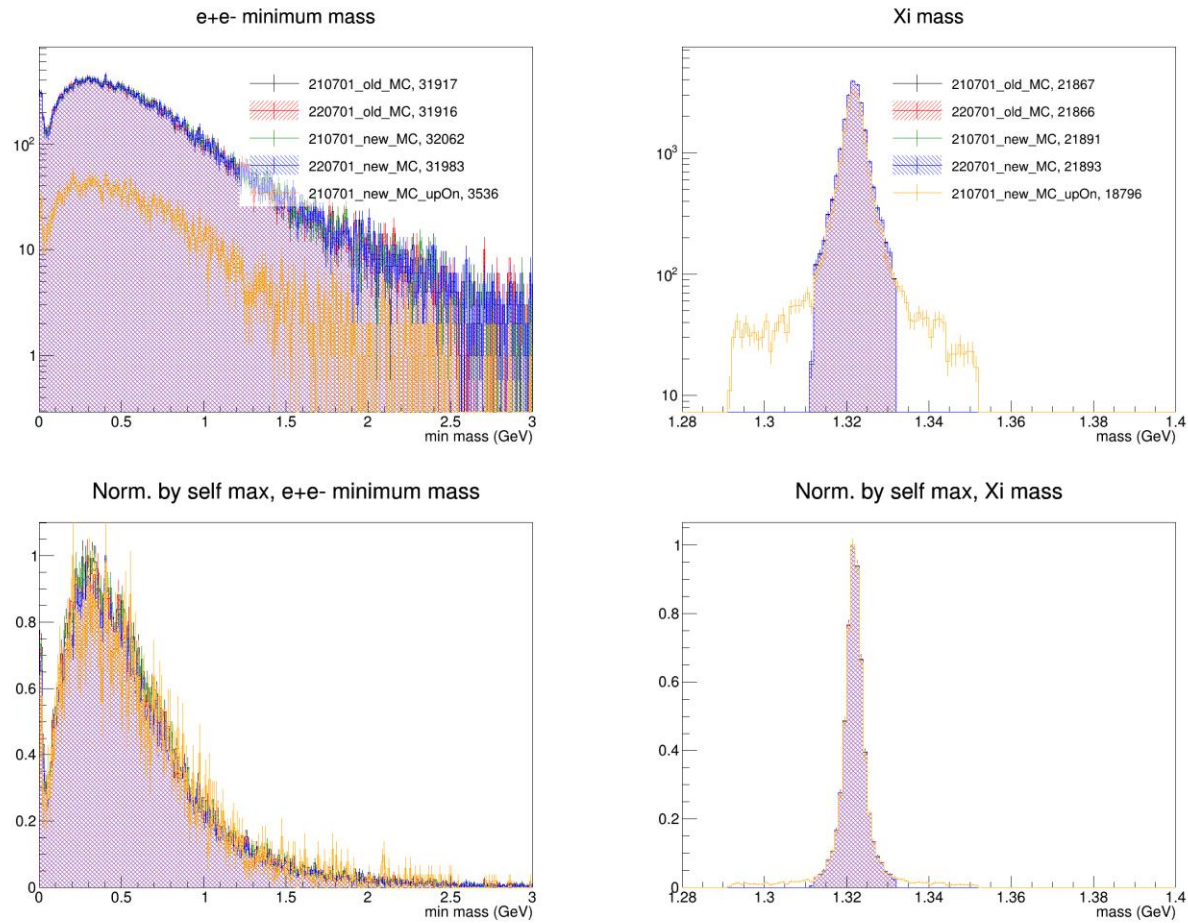 e+e- minimum mass
10²
10
1
210701_old_MC, 31917
220701_old_MC, 31916
210701_new_MC, 32062
220701_new_MC, 31983
210701_new_MC_upOn, 3536
0 0.5 1 1.5 2 2.5 3
min mass (GeV)
Xi mass
10³
10²
10
210701_old_MC, 21867
220701_old_MC, 21866
210701_new_MC, 21891
220701_new_MC, 21893
210701_new_MC_upOn, 18796
1.28 1.3 1.32 1.34 1.36 1.38 1.4
mass (GeV)
Norm. by self max, e+e- minimum mass
1
0.8
0.6
0.4
0.2
0
0 0.5 1 1.5 2 2.5 3
min mass (GeV)
Norm. by self max, Xi mass
1
0.8
0.6
0.4
0.2
0
1.28 1.3 1.32 1.34 1.36 1.38 1.4
mass (GeV)